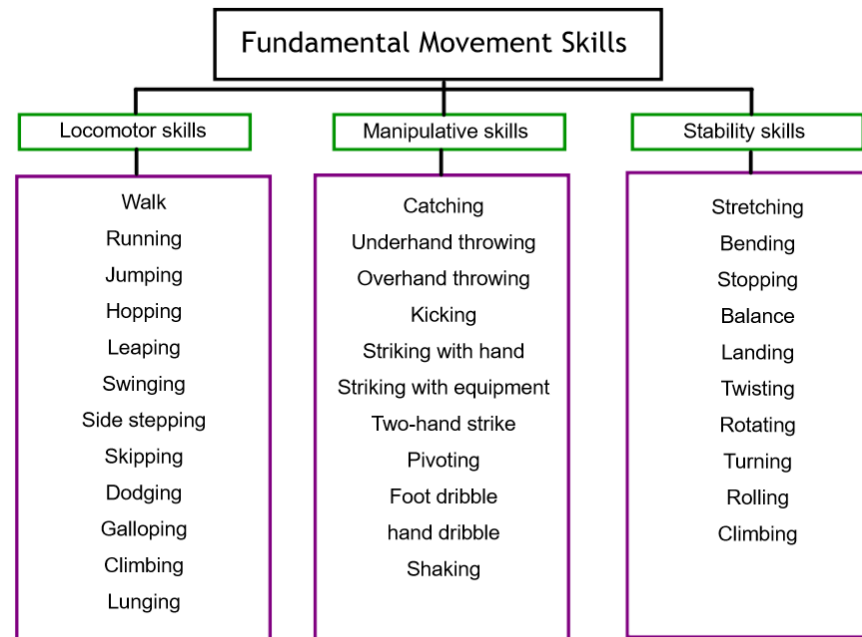 Fundamental Movement Skills
Locomotor skills
Walk
Running
Jumping
Hopping
Leaping
Swinging
Side stepping
Skipping
Dodging
Galloping
Climbing
Lunging
Manipulative skills
Catching
Underhand throwing
Overhand throwing
Kicking
Striking with hand
Striking with equipment
Two-hand strike
Pivoting
Foot dribble
hand dribble
Shaking
Stability skills
Stretching
Bending
Stopping
Balance
Landing
Twisting
Rotating
Turning
Rolling
Climbing